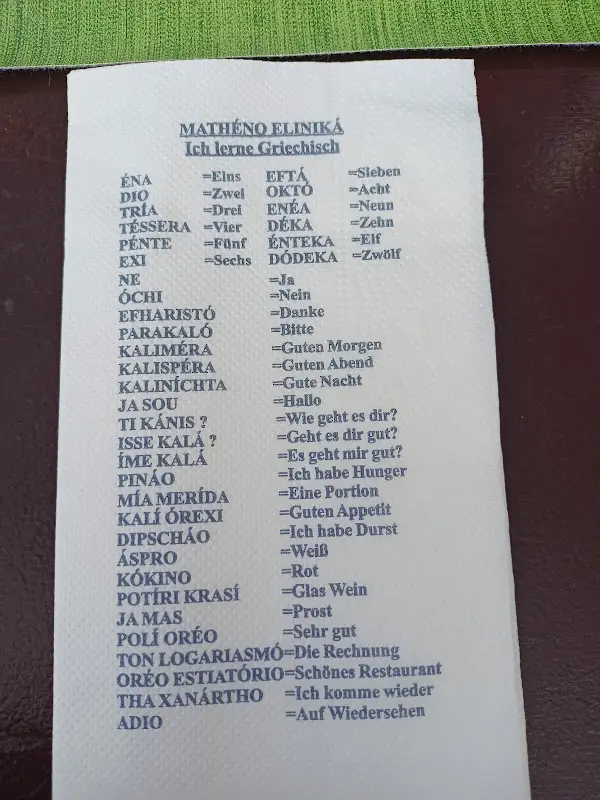 MATHÉNO ELINIKÁ
Ich lerne Griechisch
ÉNA =Eins EFTÁ =Sieben
DIO =Zwei OKTÓ =Acht
TRÍA =Drei ENÉA =Neun
TÉSSERA =Vier DÉKA =Zehn
PÉNTE =Fünf ÉNTEKA =Elf
EXI =Sechs DÓDEKA =Zwölf
NE =Ja
ÓCHI =Nein
EFHARISTÓ =Danke
PARAKALÓ =Bitte
KALIMÉRA =Guten Morgen
KALISPÉRA =Guten Abend
KALINÍCHTA =Gute Nacht
JA SOU =Hallo
TI KÁNIS ? =Wie geht es dir?
ISSE KALÁ ? =Geht es dir gut?
ÍME KALÁ =Es geht mir gut?
PINÁO =Ich habe Hunger
MÍA MERÍDA =Eine Portion
KALÍ ÓREXI =Guten Appetit
DIPSCHÁO =Ich habe Durst
ÁSPRO =Weiß
KÓKINO =Rot
POTÍRI KRASÍ =Glas Wein
JA MAS =Prost
POLÍ ORÉO =Sehr gut
TON LOGARIASMÓ=Die Rechnung
ORÉO ESTIATÓRIO=Schönes Restaurant
THA XANÁRTHO =Ich komme wieder
ADIO =Auf Wiedersehen